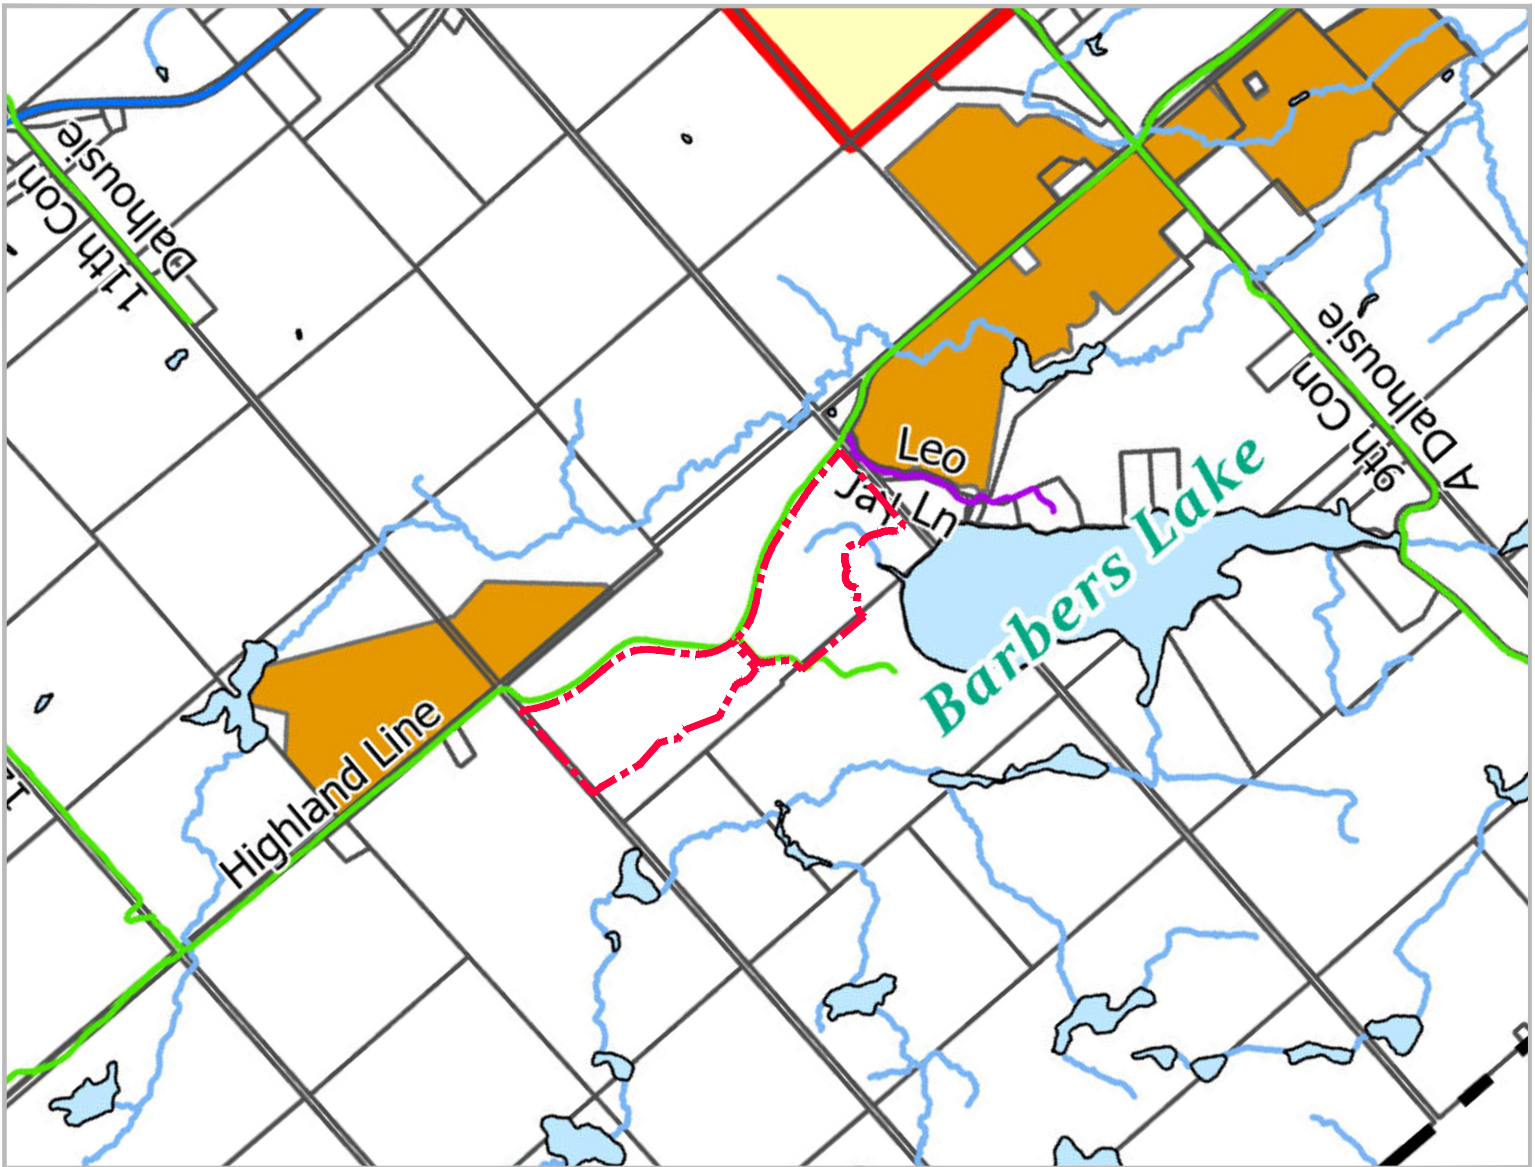 Dalhousie
11th Con
A Dalhousie
9th Con
Leo
Jay Ln
Barbers Lake
Highland Line